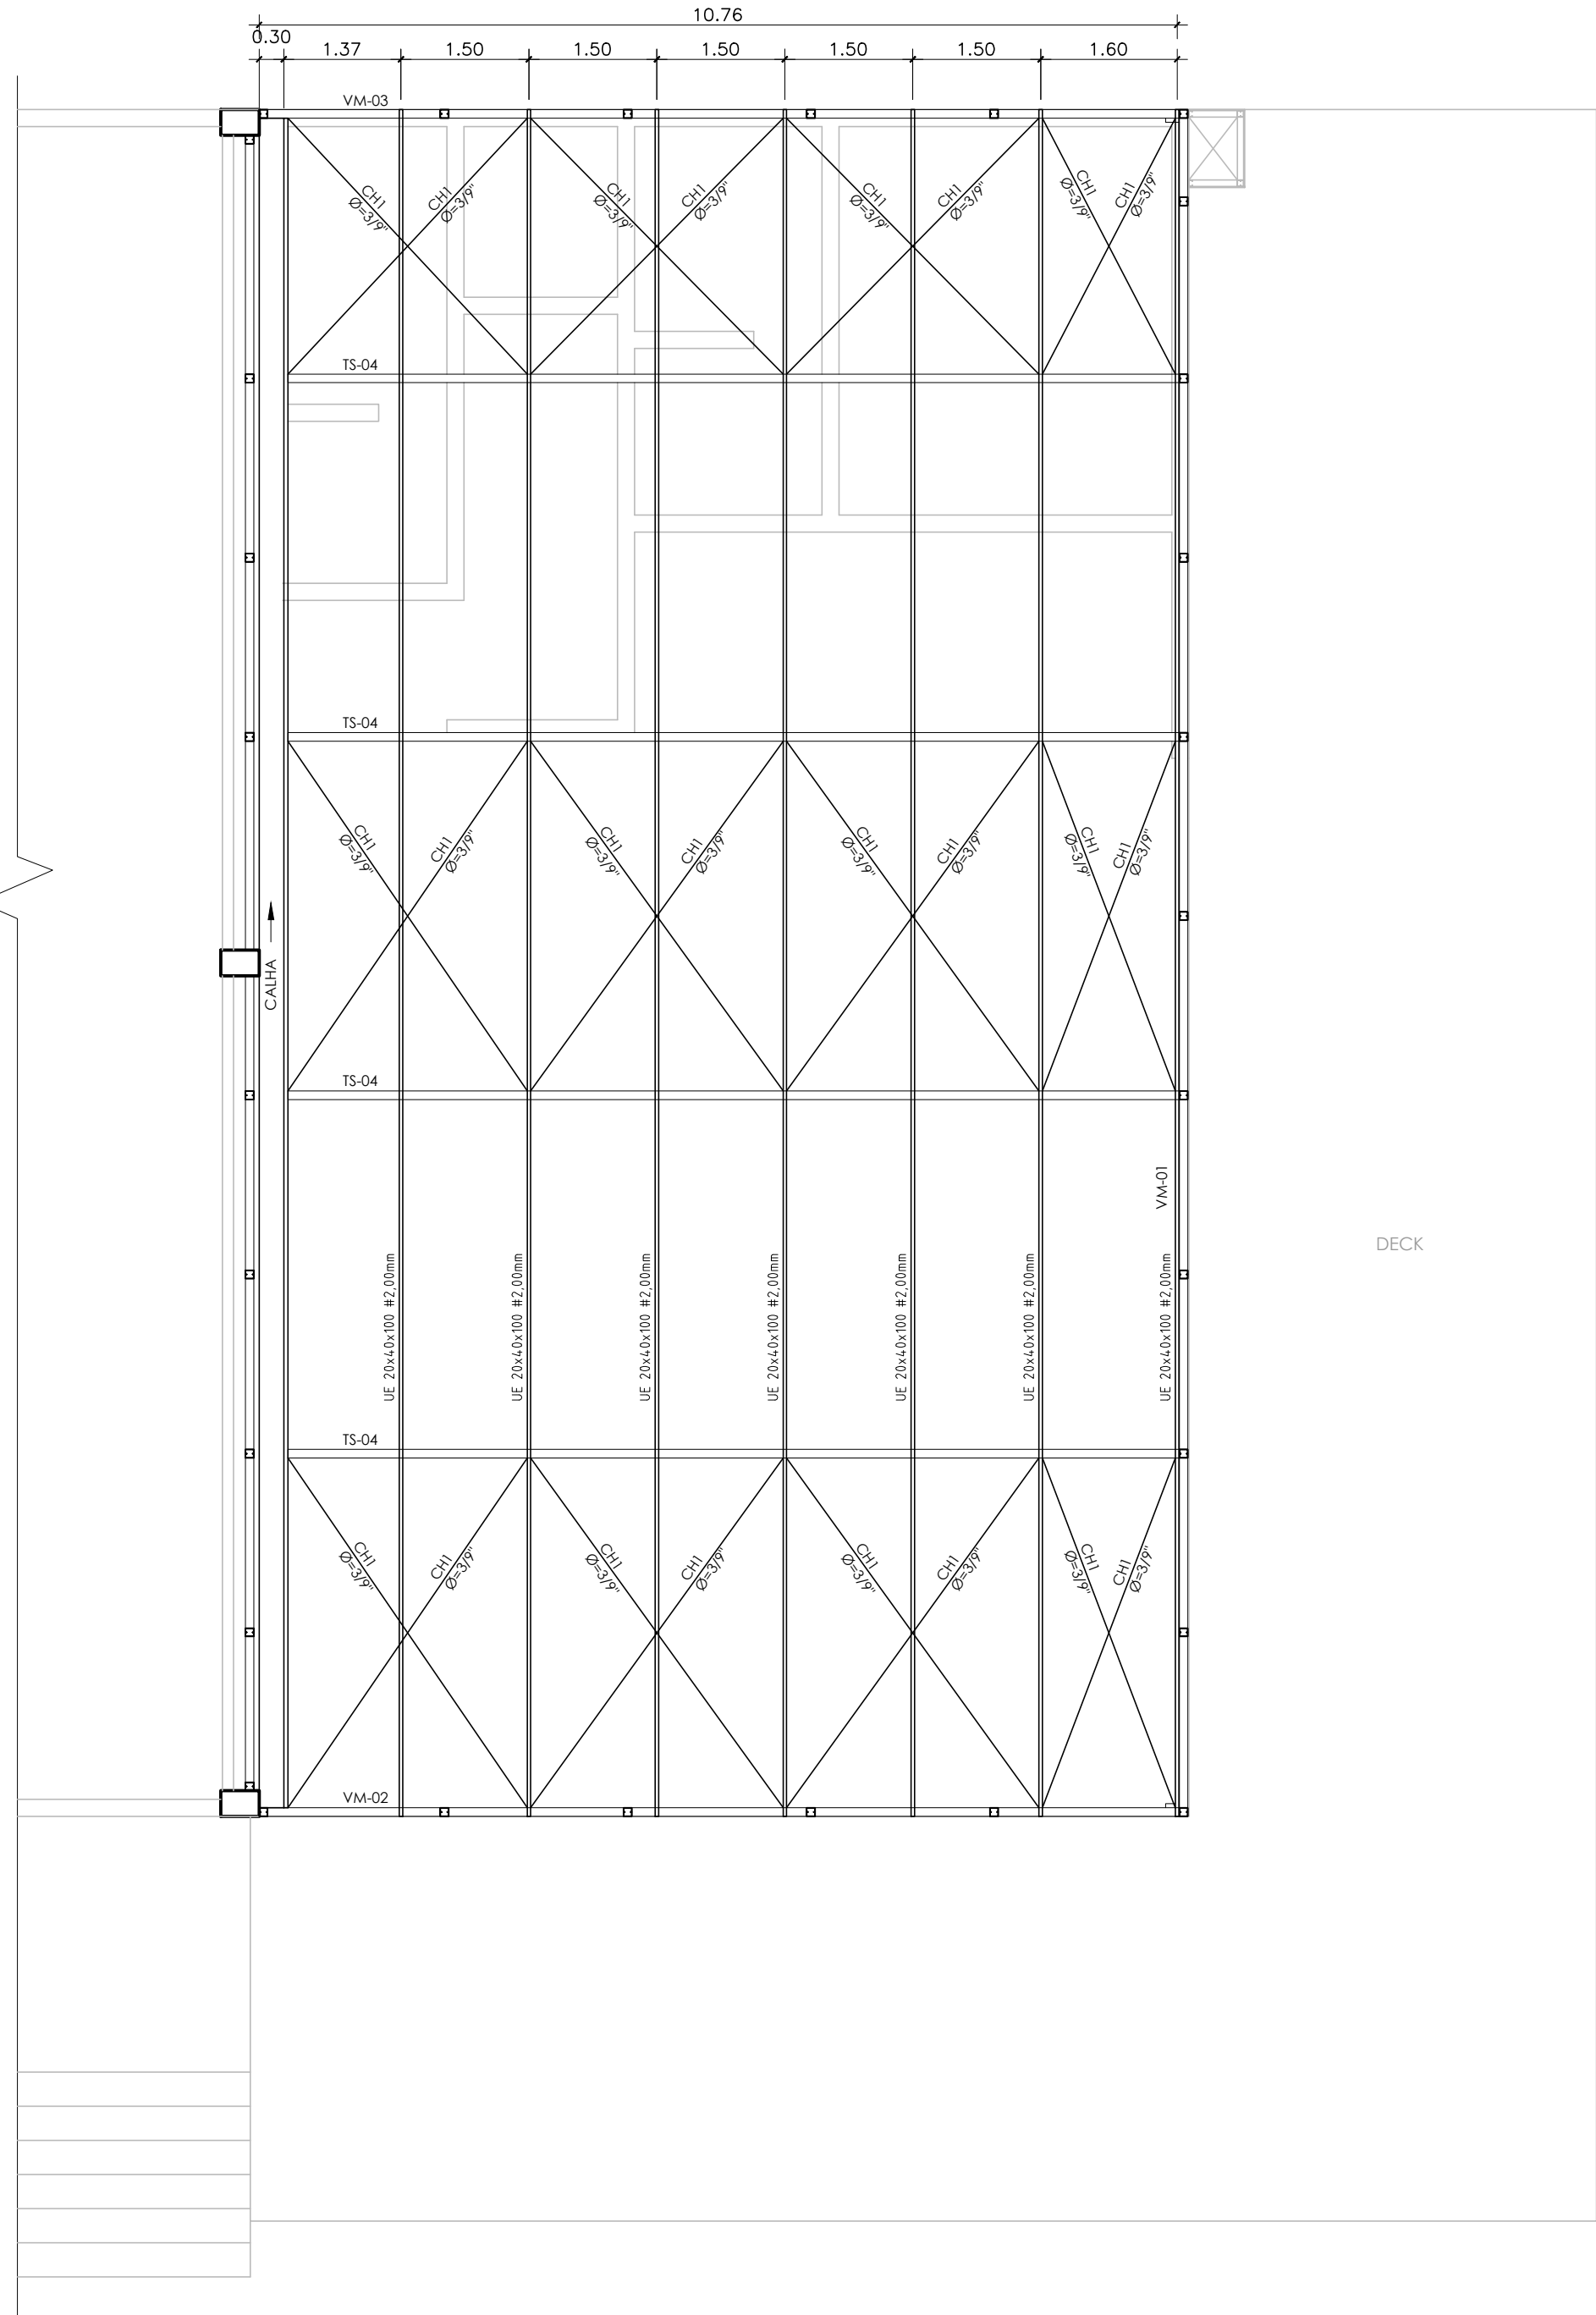 10.76
0.30
1.37
1.50
1.50
1.50
1.50
1.50
1.60
VM-03
CH1
Ø=3/9"
CH1
Ø=3/9"
CH1
Ø=3/9"
CH1
Ø=3/9"
CH1
Ø=3/9"
CH1
Ø=3/9"
CH1
Ø=3/9"
CH1
Ø=3/9"
TS-04
TS-04
CH1
Ø=3/9"
CH1
Ø=3/9"
CH1
Ø=3/9"
CH1
Ø=3/9"
CH1
Ø=3/9"
CH1
Ø=3/9"
CH1
Ø=3/9"
CH1
Ø=3/9"
CALHA
TS-04
VM-01
DECK
UE 20x40x100 #2,00mm
UE 20x40x100 #2,00mm
UE 20x40x100 #2,00mm
UE 20x40x100 #2,00mm
UE 20x40x100 #2,00mm
UE 20x40x100 #2,00mm
UE 20x40x100 #2,00mm
TS-04
CH1
Ø=3/9"
CH1
Ø=3/9"
CH1
Ø=3/9"
CH1
Ø=3/9"
CH1
Ø=3/9"
CH1
Ø=3/9"
CH1
Ø=3/9"
CH1
Ø=3/9"
VM-02